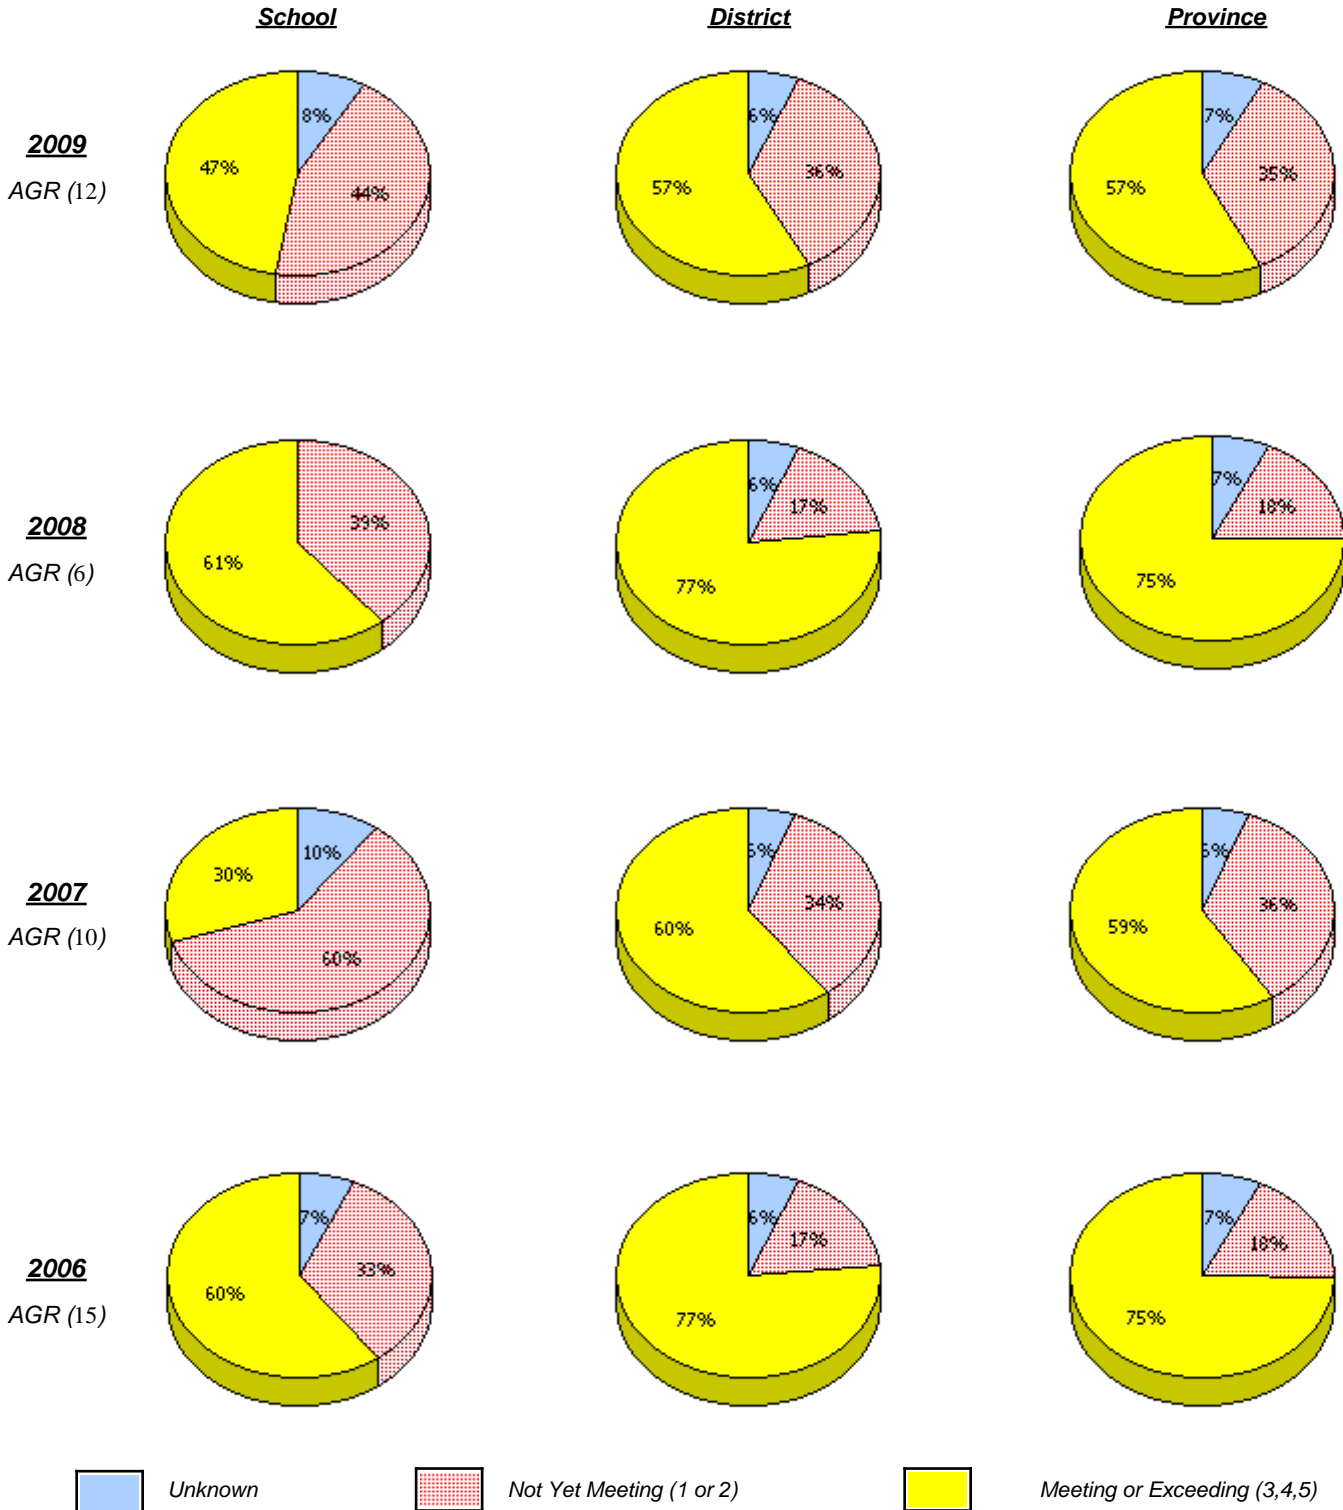 School District Province
8% 6% 7%
2009
47% 44% 57% 36% 57% 35%
AGR (12)
39% 6% 17% 7% 18%
2008
61% 77% 75%
AGR (6)
30% 10% 5% 34% 5% 36%
2007
60% 60% 59%
AGR (10)
7% 33% 6% 17% 7% 18%
2006
60% 77% 75%
AGR (15)
Unknown Not Yet Meeting (1 or 2) Meeting or Exceeding (3,4,5)